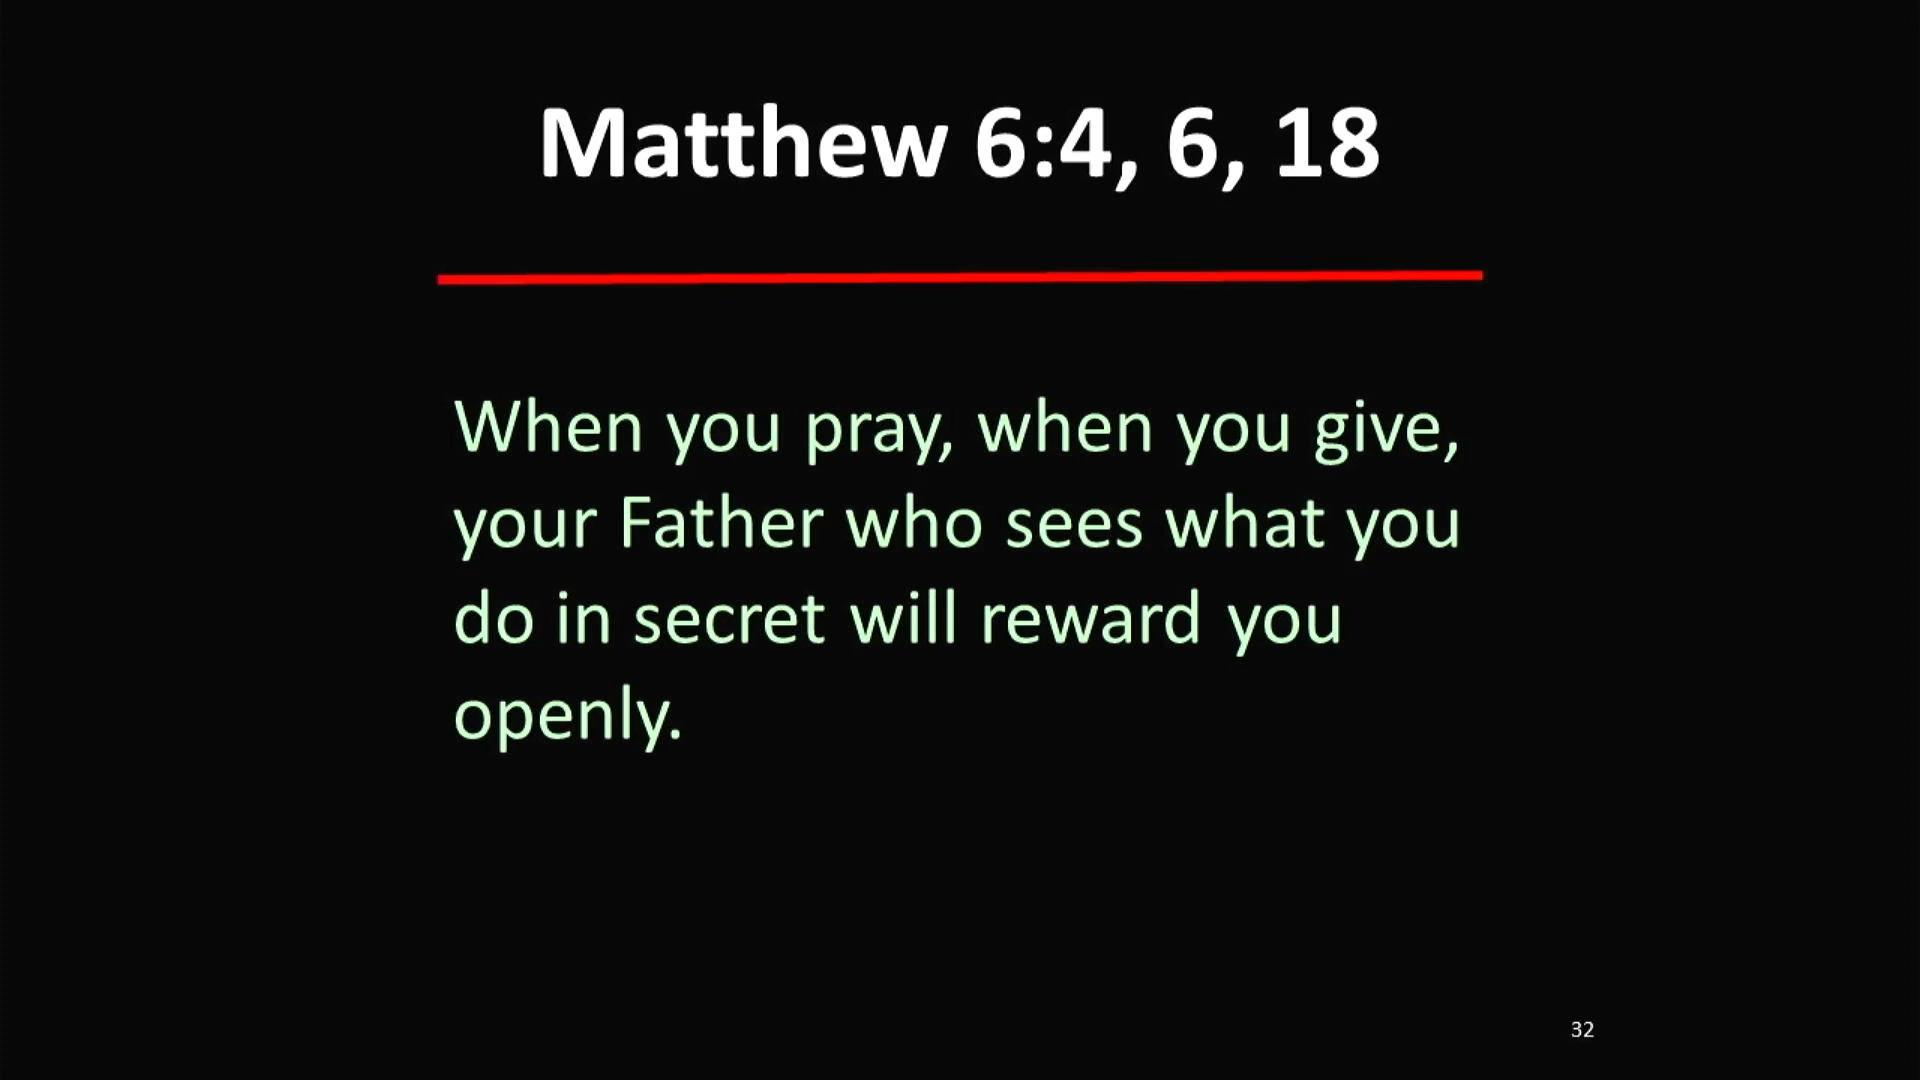 Matthew 6:4, 6, 18
When you pray, when you give,
your Father who sees what you
do in secret will reward you
openly.
32